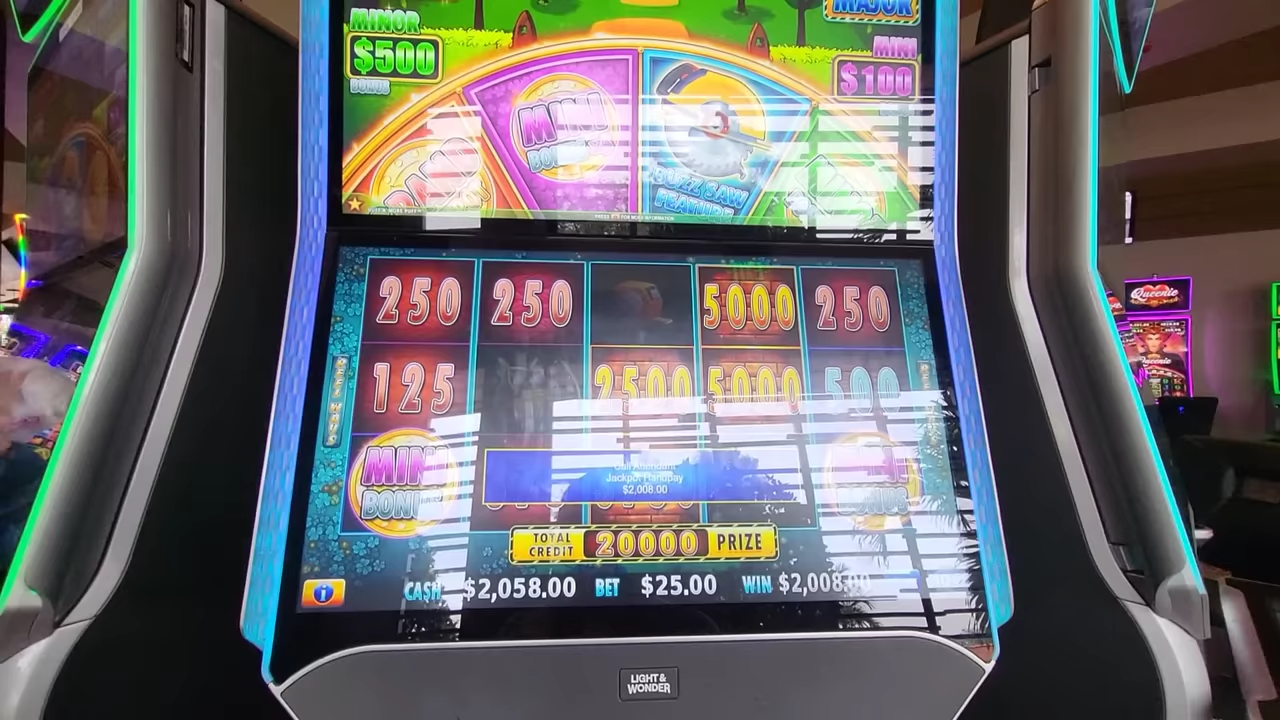 MAJOR
MINOR
$500
BONUS
MINI
$100
MINI
BONUS
BUZZ SAW
FEATURE
250
250
5000
250
125
2500
5000
500
MINI
BONUS
BONUS
Call Attendant
Jackpot Handpay
$2,008.00
TOTAL
CREDIT
20000
PRIZE
CASH $2,058.00 BET $25.00 WIN $2,008.00
LIGHT &
WONDER
Queenie